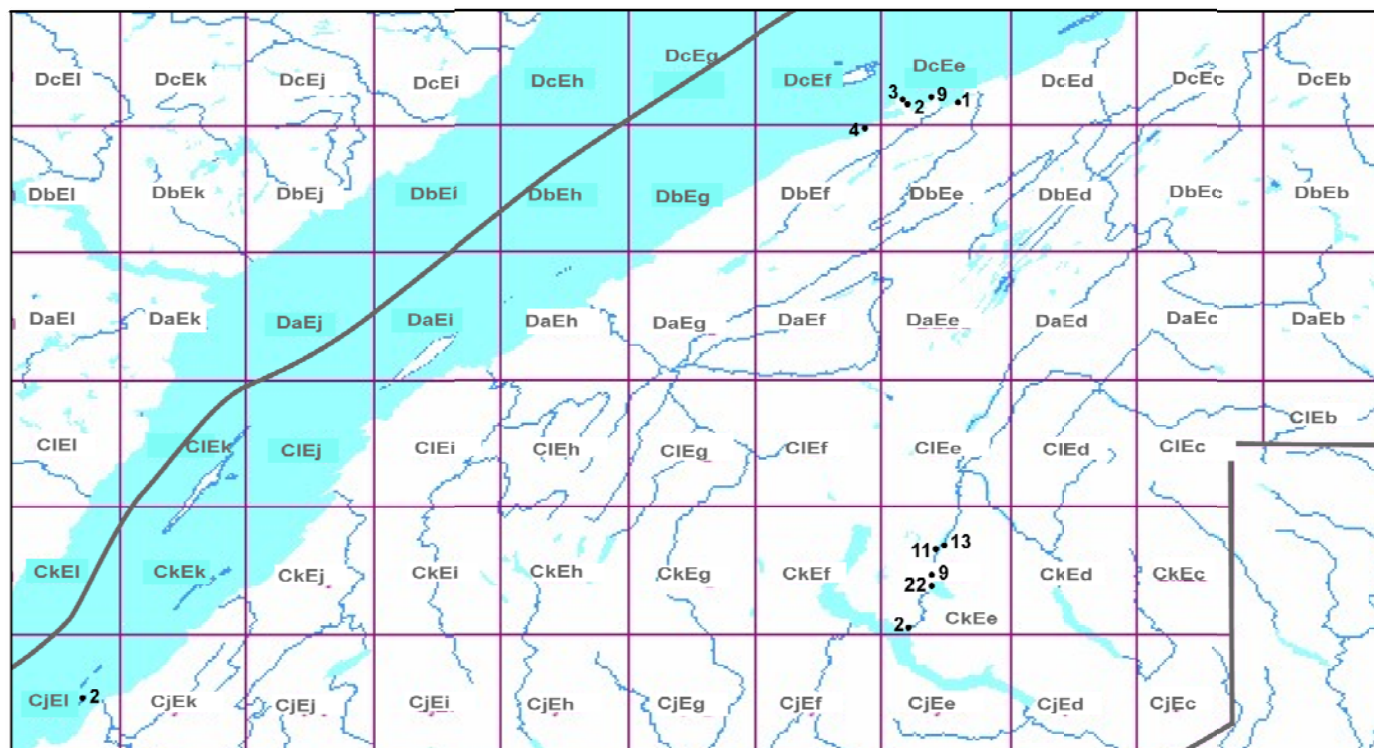 DcEl DcEk DcEj DcEi DcEh DcEg DcEf DcEe DcEd DcEc DcEb
3 2 9 1
4
DbEl DbEk DbEj DbEi DbEh DbEg DbEf DbEe DbEd DbEc DbEb
DaEl DaEk DaEj DaEi DaEh DaEg DaEf DaEe DaEd DaEc DaEb
ClEl ClEk ClEj ClEi ClEh ClEg ClEf ClEe ClEd ClEc ClEb
11 13
CkEl CkEk CkEj CkEi CkEh CkEg CkEf 9 CkEd CkEc
22
2 CkEe
CjEl 2 CjEk CjEj CjEi CjEh CjEg CjEf CjEe CjEd CjEc